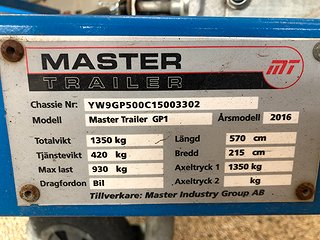 MASTER
TRAILER
MT
Chassie Nr: YW9GP500C15003302
Modell Master Trailer GP1 Årsmodell 2016
Totalvikt 1350 kg Längd 570 cm
Tjänstevikt 420 kg Bredd 215 cm
Max last 930 kg Axeltryck 1 1350 kg
Dragfordon Bil Axeltryck 2 kg
Tillverkare: Master Industry Group AB